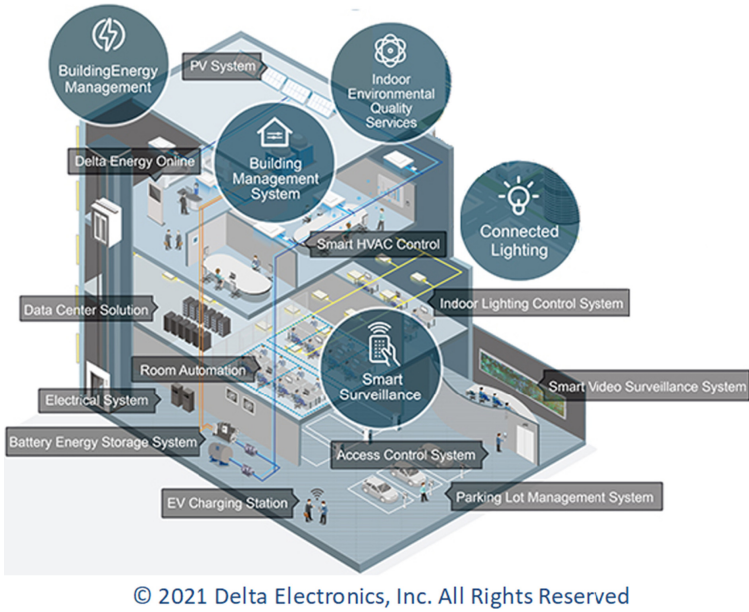 BuildingEnergy
Management
PV System
Indoor
Environmental
Quality
Services
Delta Energy Online
Building
Management
System
Connected
Lighting
Smart HVAC Control
Data Center Solution
Indoor Lighting Control System
Room Automation
Smart
Surveillance
Smart Video Surveillance System
Electrical System
Battery Energy Storage System
Access Control System
EV Charging Station
Parking Lot Management System
© 2021 Delta Electronics, Inc. All Rights Reserved